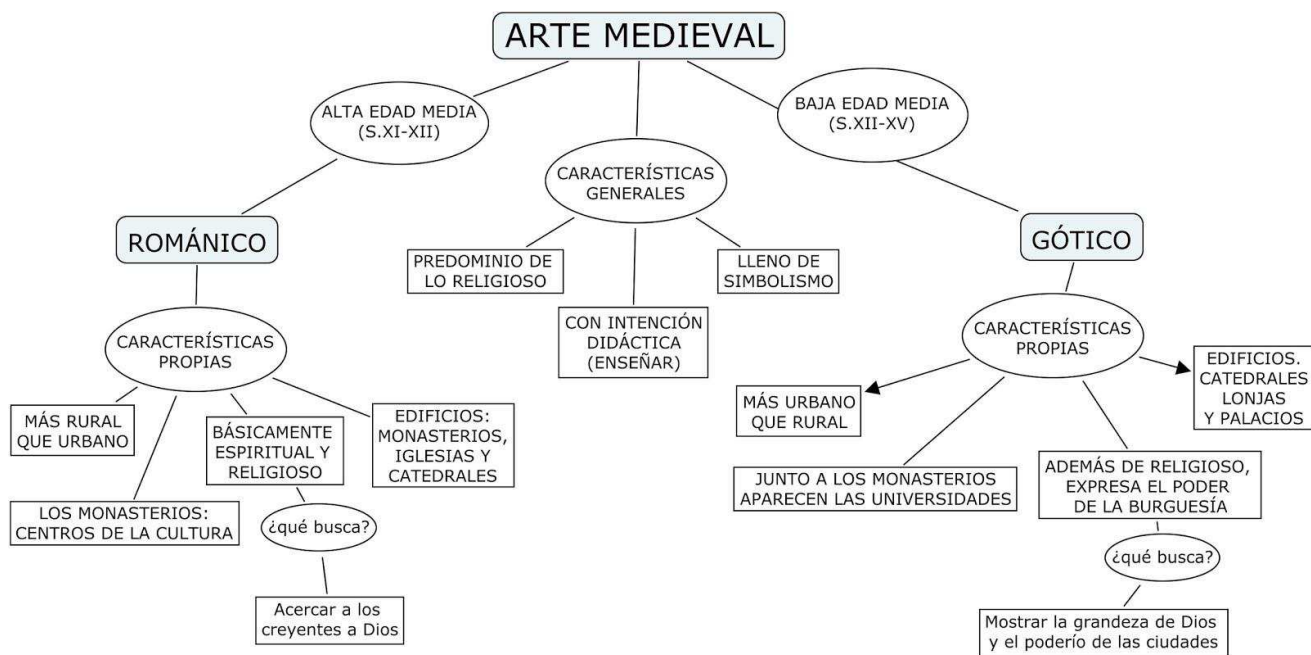 ARTE MEDIEVAL
ALTA EDAD MEDIA
(S.XI-XII)
BAJA EDAD MEDIA
(S.XII-XV)
CARACTERÍSTICAS
GENERALES
ROMÁNICO
GÓTICO
PREDOMINIO DE
LO RELIGIOSO
LLENO DE
SIMBOLISMO
CON INTENCIÓN
DIDÁCTICA
(ENSEÑAR)
CARACTERÍSTICAS
PROPIAS
MÁS RURAL
QUE URBANO
LOS MONASTERIOS:
CENTROS DE LA CULTURA
BÁSICAMENTE
ESPIRITUAL Y
RELIGIOSO
EDIFICIOS:
MONASTERIOS,
IGLESIAS Y
CATEDRALES
¿qué busca?
Acercar a los
creyentes a Dios
CARACTERÍSTICAS
PROPIAS
MÁS URBANO
QUE RURAL
JUNTO A LOS MONASTERIOS
APARECEN LAS UNIVERSIDADES
ADEMÁS DE RELIGIOSO,
EXPRESA EL PODER
DE LA BURGUESÍA
EDIFICIOS.
CATEDRALES
LONJAS
Y PALACIOS
¿qué busca?
Mostrar la grandeza de Dios
y el poderío de las ciudades